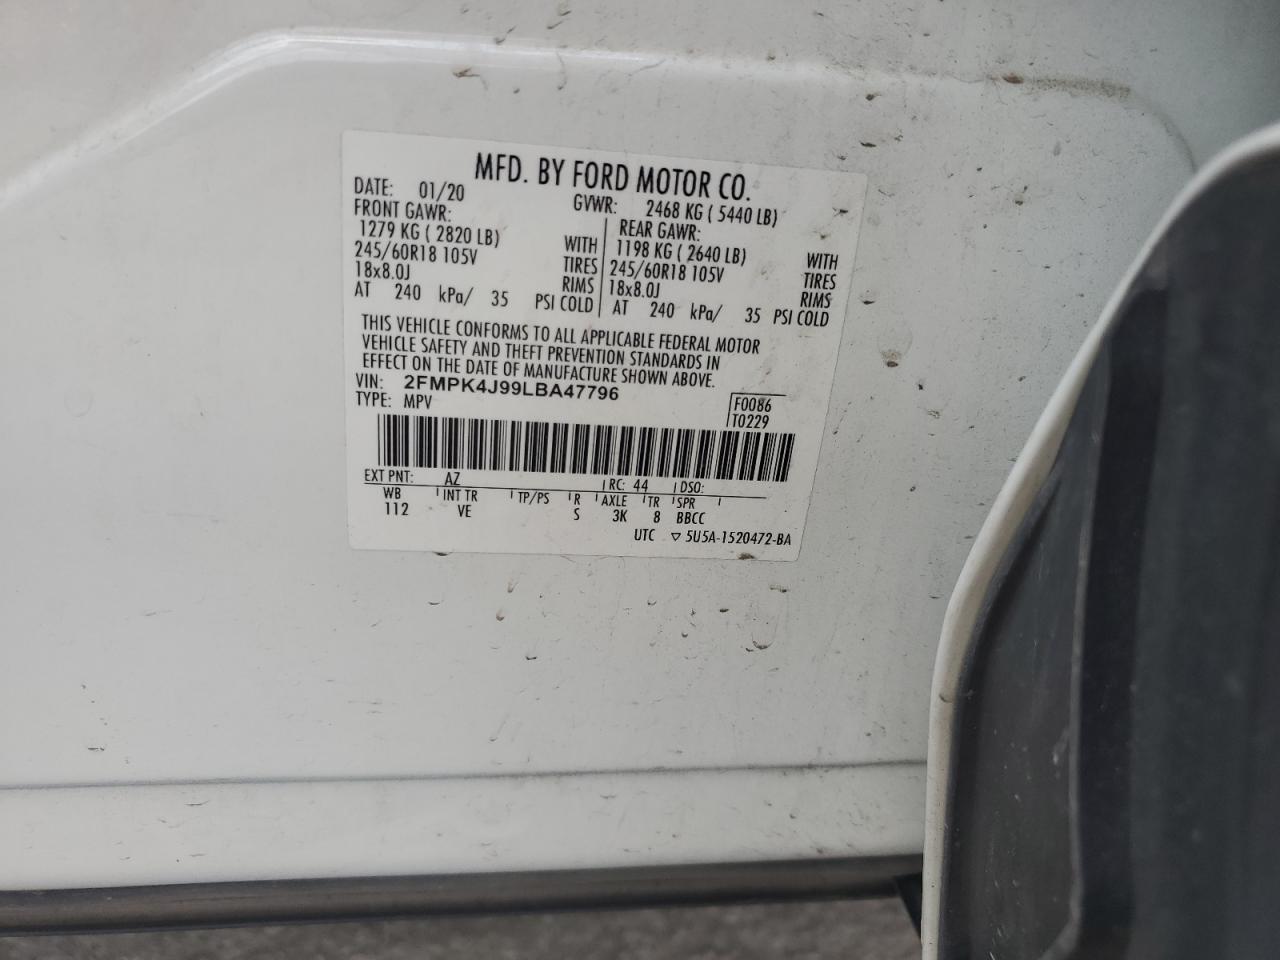 MFD. BY FORD MOTOR CO.
DATE: 01/20 GVWR: 2468 KG ( 5440 LB)
FRONT GAWR: REAR GAWR:
1279 KG ( 2820 LB) WITH 1198 KG ( 2640 LB) WITH
245/60R18 105V TIRES 245/60R18 105V TIRES
18x8.0J RIMS 18x8.0J RIMS
AT 240 kPa/ 35 PSI COLD AT 240 kPa/ 35 PSI COLD
THIS VEHICLE CONFORMS TO ALL APPLICABLE FEDERAL MOTOR
VEHICLE SAFETY AND THEFT PREVENTION STANDARDS IN
EFFECT ON THE DATE OF MANUFACTURE SHOWN ABOVE.
VIN: 2FMPK4J99LBA47796
TYPE: MPV
F0086
T0229
EXT PNT: AZ RC: 44 DSO:
WB INT TR TP/PS R AXLE TR SPR
112 VE S 3K 8 BBCC
UTC ▽ 5U5A-1520472-BA